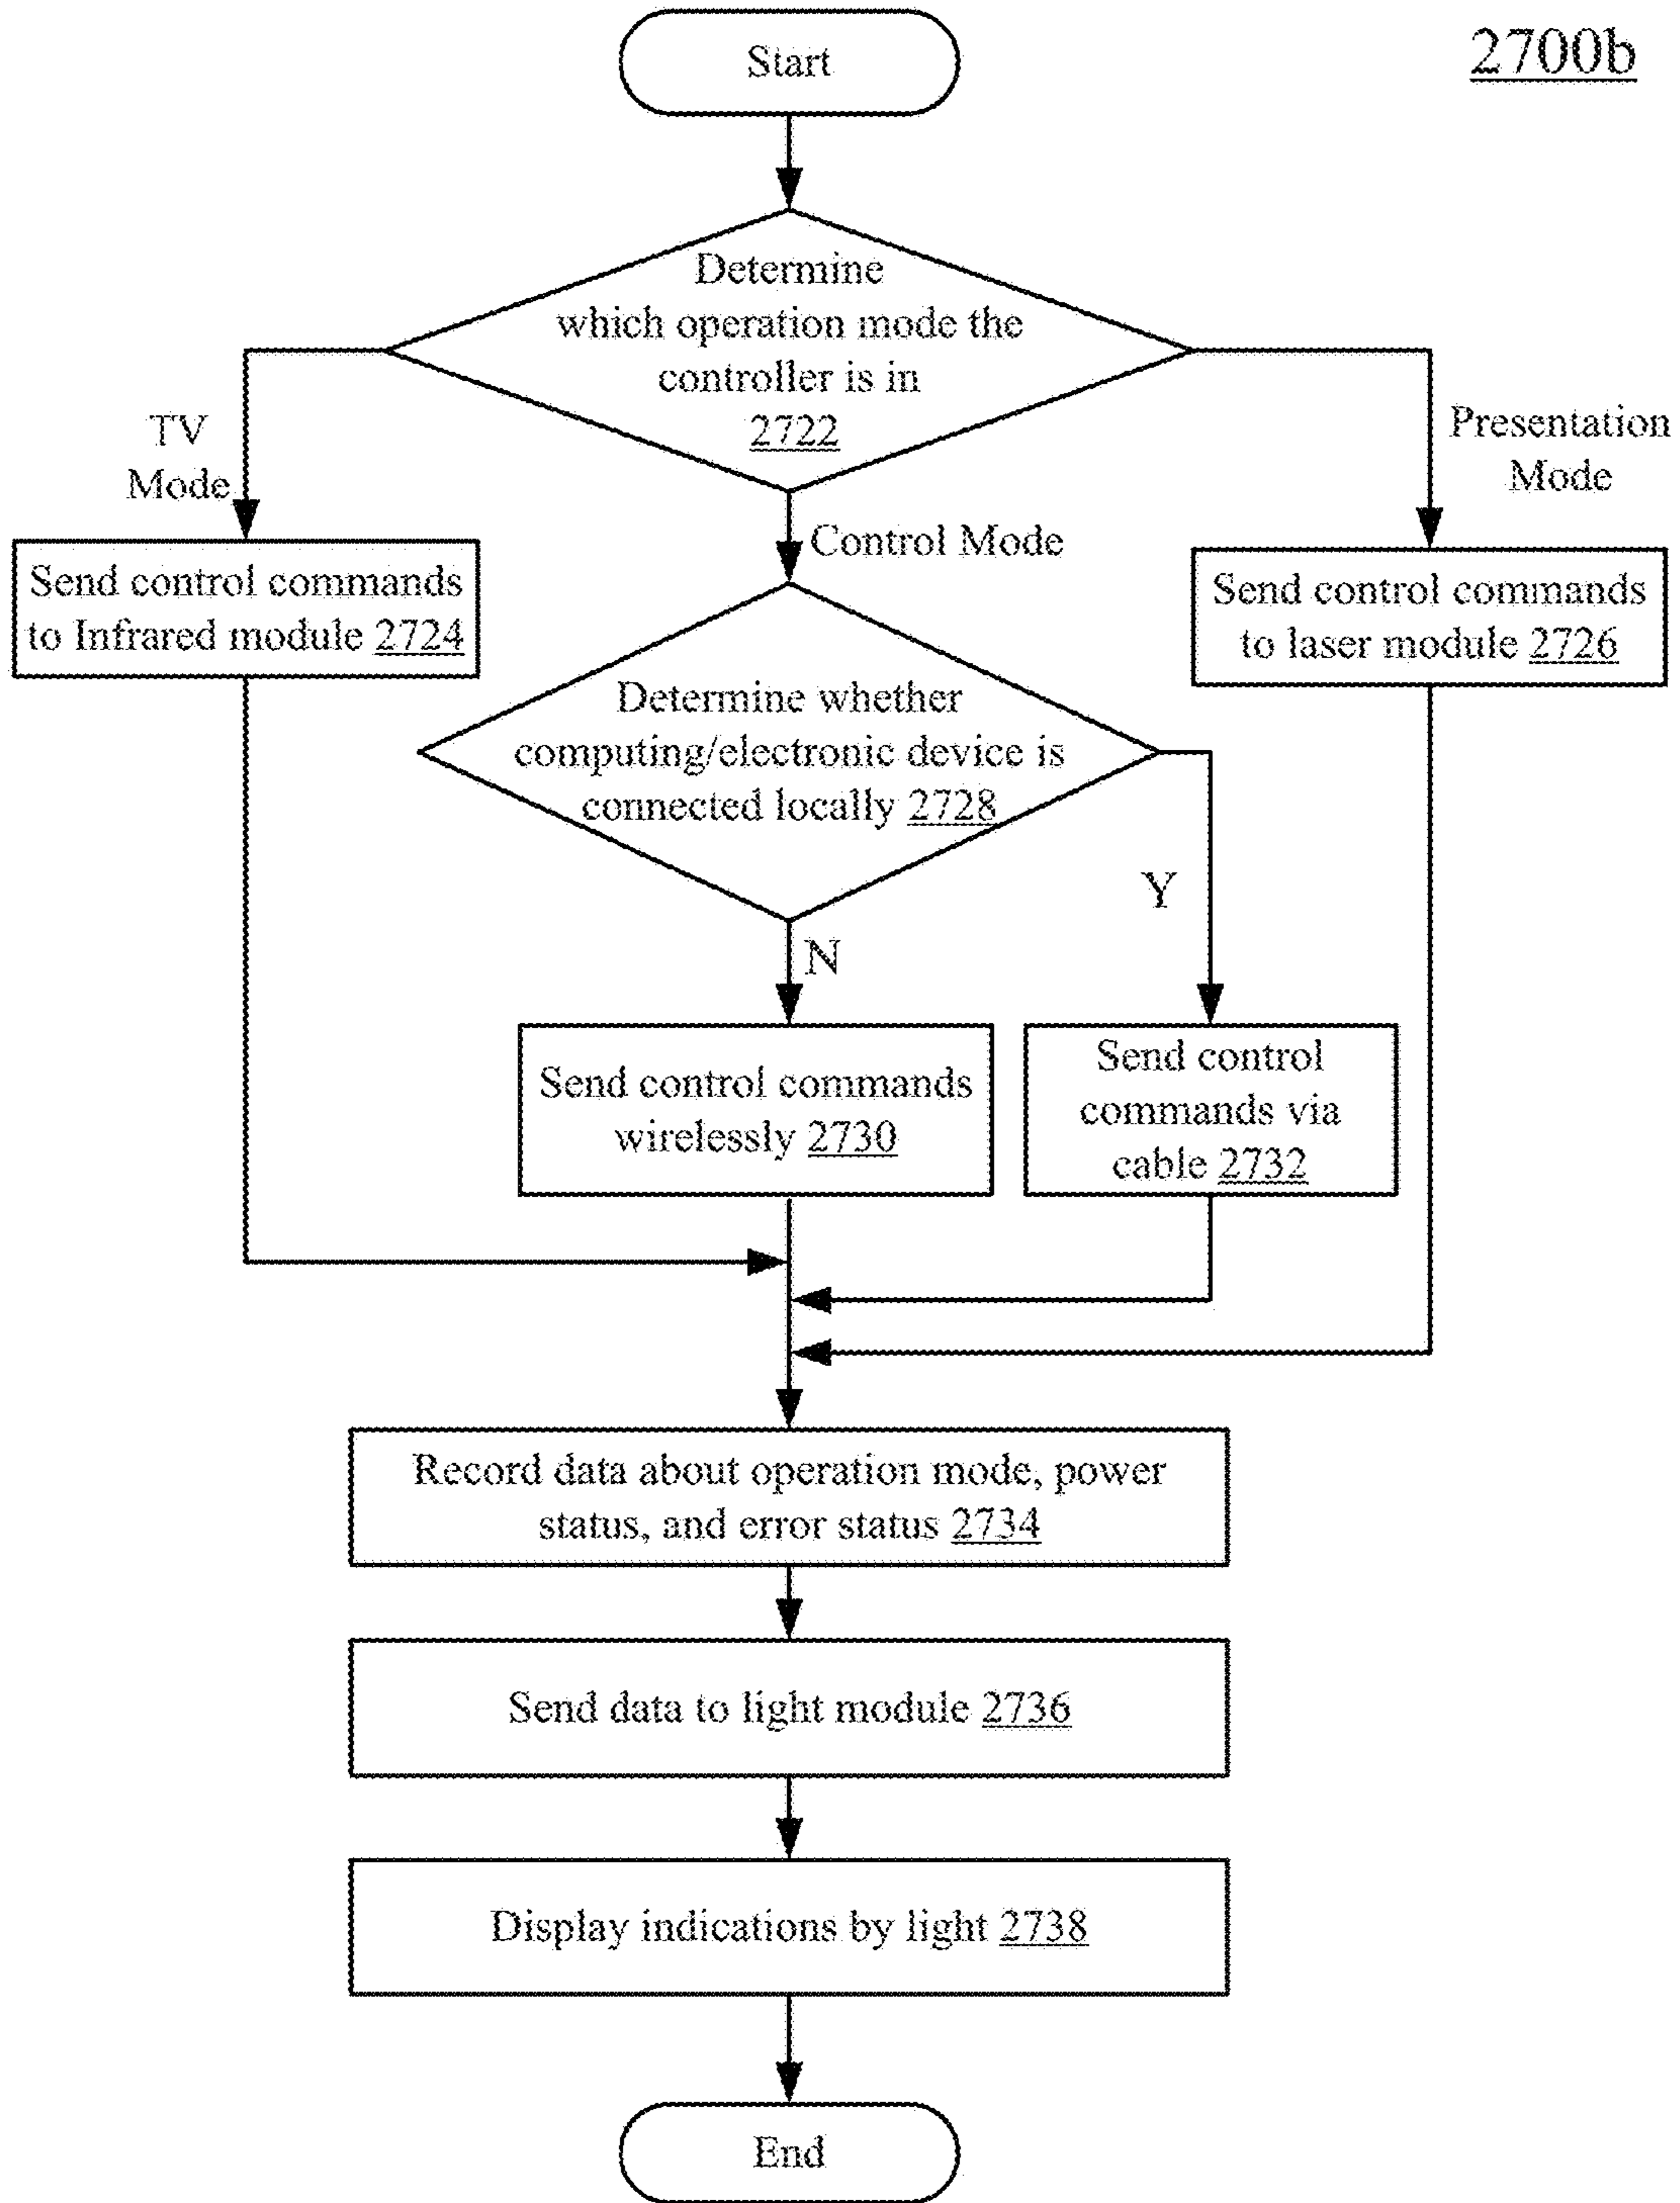 2700b
Start
Determine
which operation mode the
controller is in
2722
TV
Mode
Control Mode
Presentation
Mode
Send control commands
to Infrared module 2724
Send control commands
to laser module 2726
Determine whether
computing/electronic device is
connected locally 2728
Y
N
Send control commands
wirelessly 2730
Send control
commands via
cable 2732
Record data about operation mode, power
status, and error status 2734
Send data to light module 2736
Display indications by light 2738
End